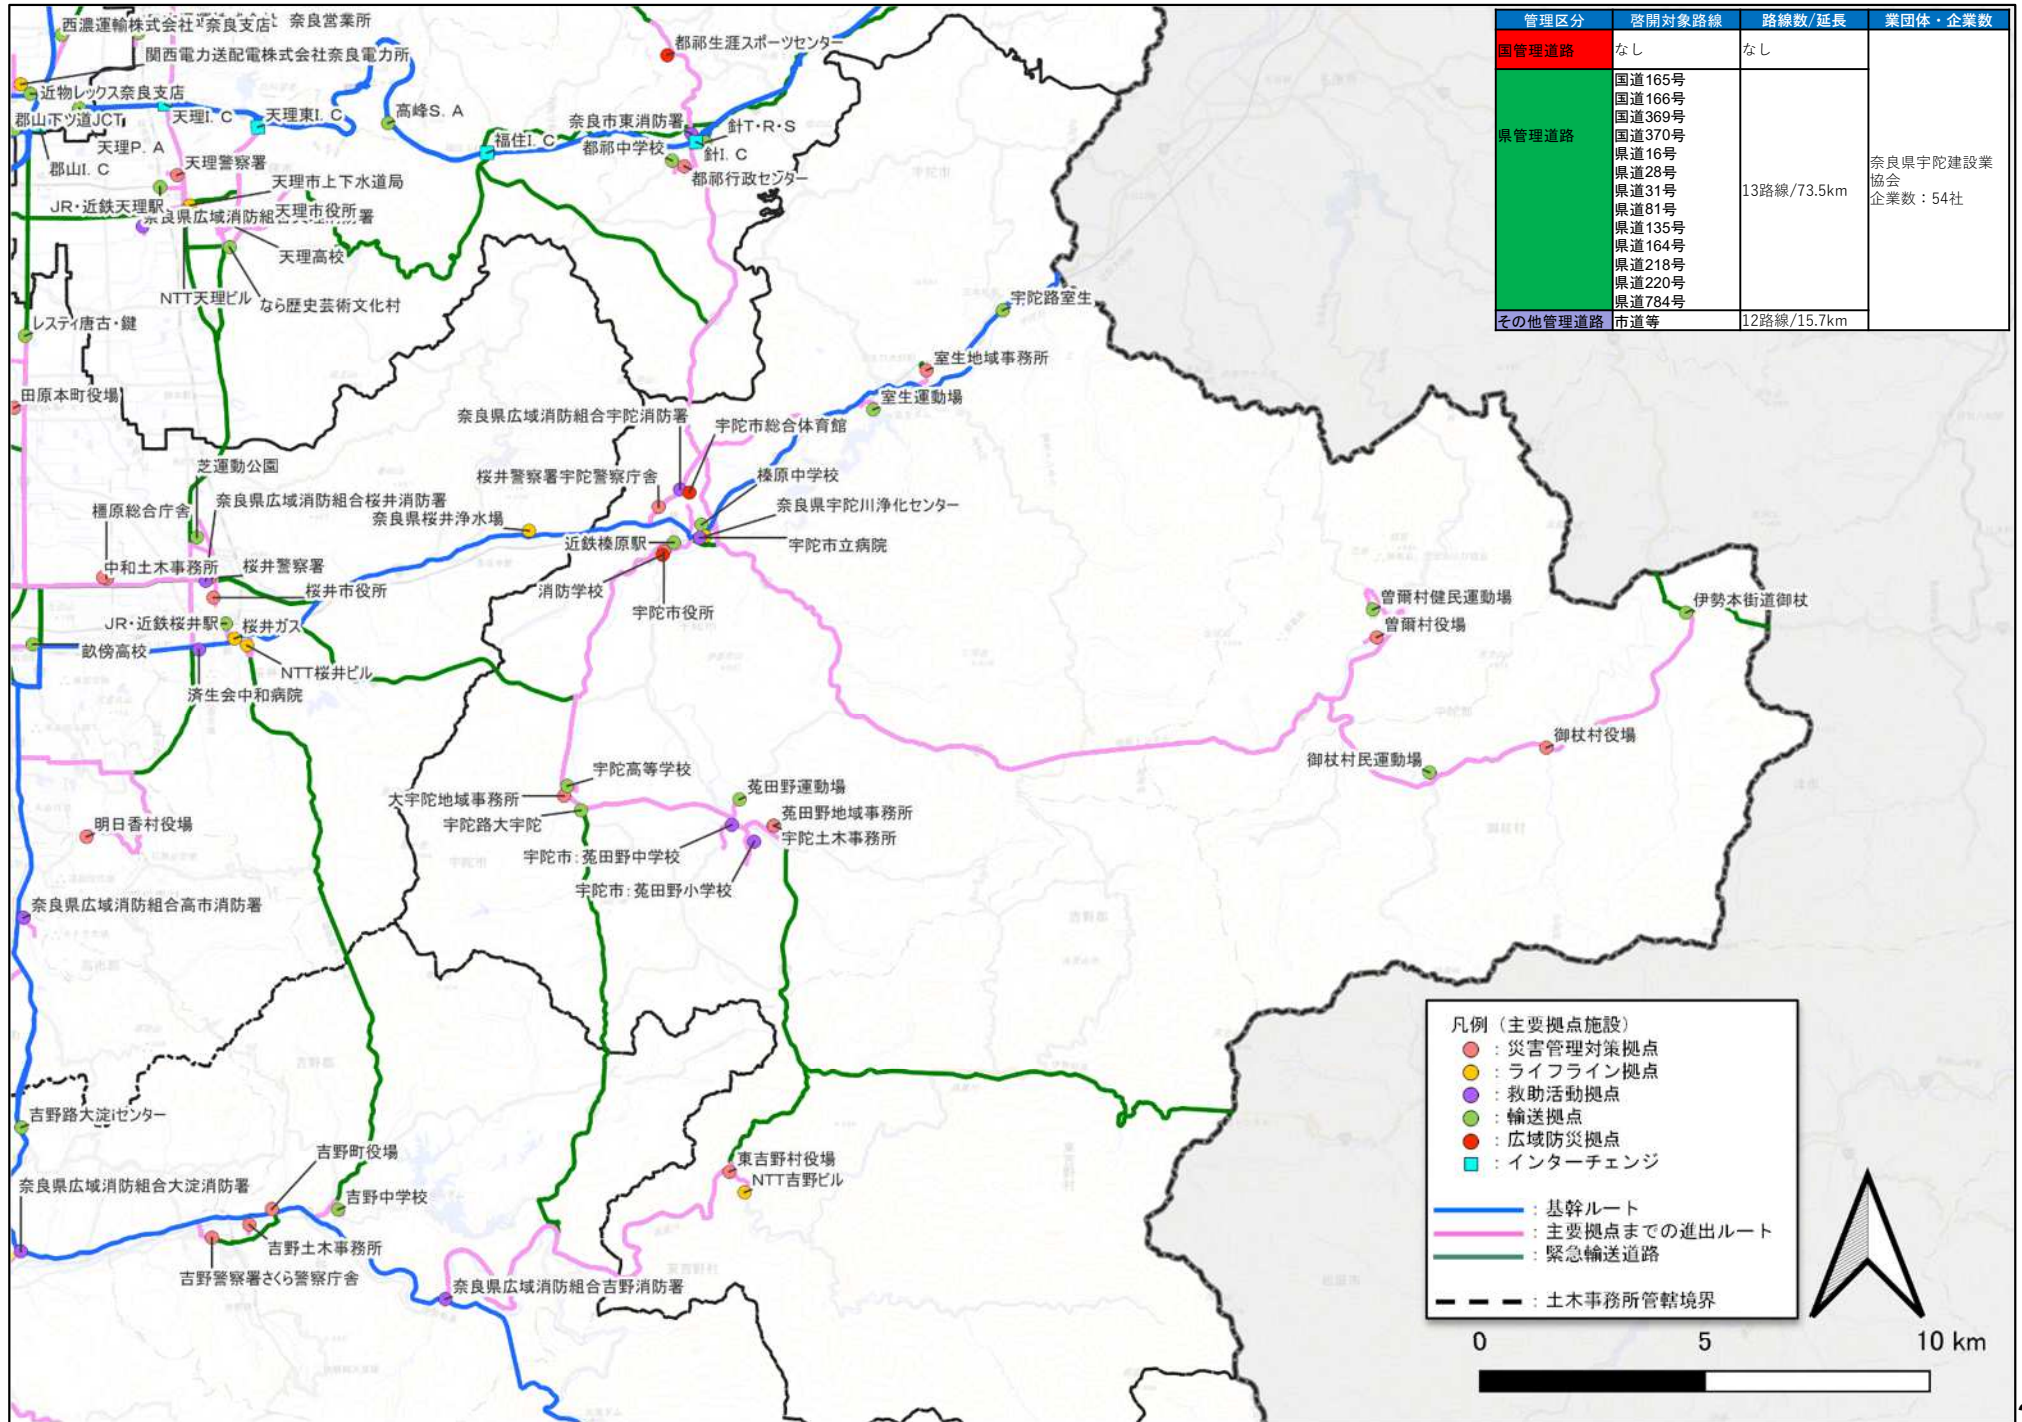 管理区分 啓開対象路線 路線数/延長 業団体・企業数
国管理道路 なし なし
県管理道路
国道165号
国道166号
国道369号
国道370号
県道16号
県道28号
県道31号
県道81号
県道135号
県道164号
県道218号
県道220号
県道784号
13路線/73.5km
奈良県宇陀建設業
協会
企業数：54社
その他管理道路 市道等 12路線/15.7km
奈良営業所
西濃運輸株式会社 奈良支店
関西電力送配電株式会社奈良電力所
近物レックス奈良支店
郡山下ツ道JCT
天理I. C
天理東I. C
高峰S. A
天理P. A
郡山I. C
天理警察署
天理市上下水道局
JR・近鉄天理駅
天理市役所
天理高校
NTT天理ビル
なら歴史芸術文化村
レスティ唐古・鍵
田原本町役場
都祁生涯スポーツセンター
奈良市東消防署
針T・R・S
福住I. C
都祁中学校
針I. C
都祁行政センター
宇陀路室生
室生地域事務所
室生運動場
奈良県広域消防組合宇陀消防署
宇陀市総合体育館
桜井警察署宇陀警察庁舎
榛原中学校
芝運動公園
奈良県広域消防組合桜井消防署
橿原総合庁舎
奈良県桜井浄水場
奈良県宇陀川浄化センター
近鉄榛原駅
宇陀市立病院
中和土木事務所
桜井警察署
桜井市役所
消防学校
宇陀市役所
JR・近鉄桜井駅
桜井ガス
畝傍高校
NTT桜井ビル
済生会中和病院
曽爾村健民運動場
曽爾村役場
伊勢本街道御杖
御杖村役場
御杖村民運動場
宇陀高等学校
大宇陀地域事務所
宇陀路大宇陀
菟田野運動場
菟田野地域事務所
宇陀土木事務所
宇陀市：菟田野中学校
宇陀市：菟田野小学校
明日香村役場
奈良県広域消防組合高市消防署
吉野路大淀iセンター
吉野町役場
奈良県広域消防組合大淀消防署
吉野中学校
吉野土木事務所
吉野警察署さくら警察庁舎
奈良県広域消防組合吉野消防署
東吉野村役場
NTT吉野ビル
凡例（主要拠点施設）
：災害管理対策拠点
：ライフライン拠点
：救助活動拠点
：輸送拠点
：広域防災拠点
：インターチェンジ
：基幹ルート
：主要拠点までの進出ルート
：緊急輸送道路
：土木事務所管轄境界
0 5 10 km